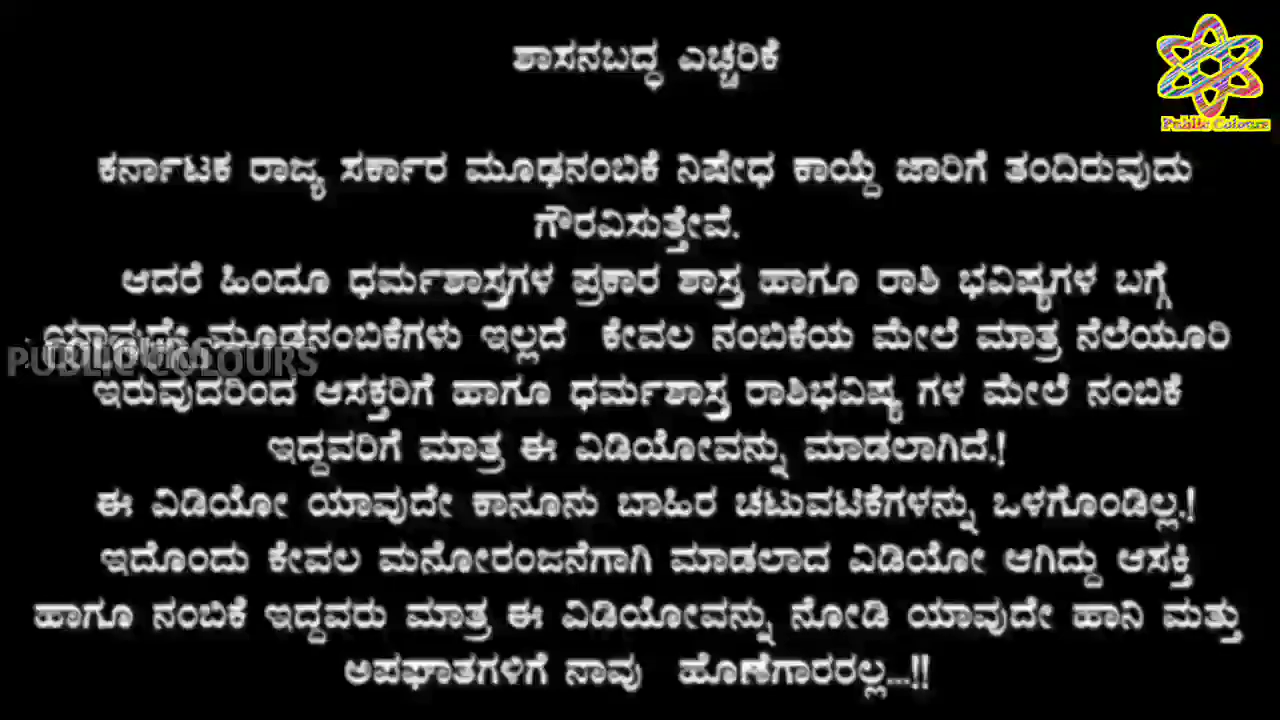 ಶಾಸನಬದ್ಧ ಎಚ್ಚರಿಕೆ
Public Colours
ಕರ್ನಾಟಕ ರಾಜ್ಯ ಸರ್ಕಾರ ಮೂಢನಂಬಿಕೆ ನಿಷೇಧ ಕಾಯ್ದೆ ಜಾರಿಗೆ ತಂದಿರುವುದು
ಗೌರವಿಸುತ್ತೇವೆ.
ಆದರೆ ಹಿಂದೂ ಧರ್ಮಶಾಸ್ತ್ರಗಳ ಪ್ರಕಾರ ಶಾಸ್ತ್ರ ಹಾಗೂ ರಾಶಿ ಭವಿಷ್ಯಗಳ ಬಗ್ಗೆ
ಯಾವುದೇ ಮೂಡನಂಬಿಕೆಗಳು ಇಲ್ಲದೆ ಕೇವಲ ನಂಬಿಕೆಯ ಮೇಲೆ ಮಾತ್ರ ನೆಲೆಯೂರಿ
PUBLIC COLOURS
ಇರುವುದರಿಂದ ಆಸಕ್ತರಿಗೆ ಹಾಗೂ ಧರ್ಮಶಾಸ್ತ್ರ ರಾಶಿಭವಿಷ್ಯ ಗಳ ಮೇಲೆ ನಂಬಿಕೆ
ಇದ್ದವರಿಗೆ ಮಾತ್ರ ಈ ವಿಡಿಯೋವನ್ನು ಮಾಡಲಾಗಿದೆ.!
ಈ ವಿಡಿಯೋ ಯಾವುದೇ ಕಾನೂನು ಬಾಹಿರ ಚಟುವಟಿಕೆಗಳನ್ನು ಒಳಗೊಂಡಿಲ್ಲ.!
ಇದೊಂದು ಕೇವಲ ಮನೋರಂಜನೆಗಾಗಿ ಮಾಡಲಾದ ವಿಡಿಯೋ ಆಗಿದ್ದು ಆಸಕ್ತಿ
ಹಾಗೂ ನಂಬಿಕೆ ಇದ್ದವರು ಮಾತ್ರ ಈ ವಿಡಿಯೋವನ್ನು ನೋಡಿ ಯಾವುದೇ ಹಾನಿ ಮತ್ತು
ಅಪಘಾತಗಳಿಗೆ ನಾವು ಹೊಣೆಗಾರರಲ್ಲ...!!